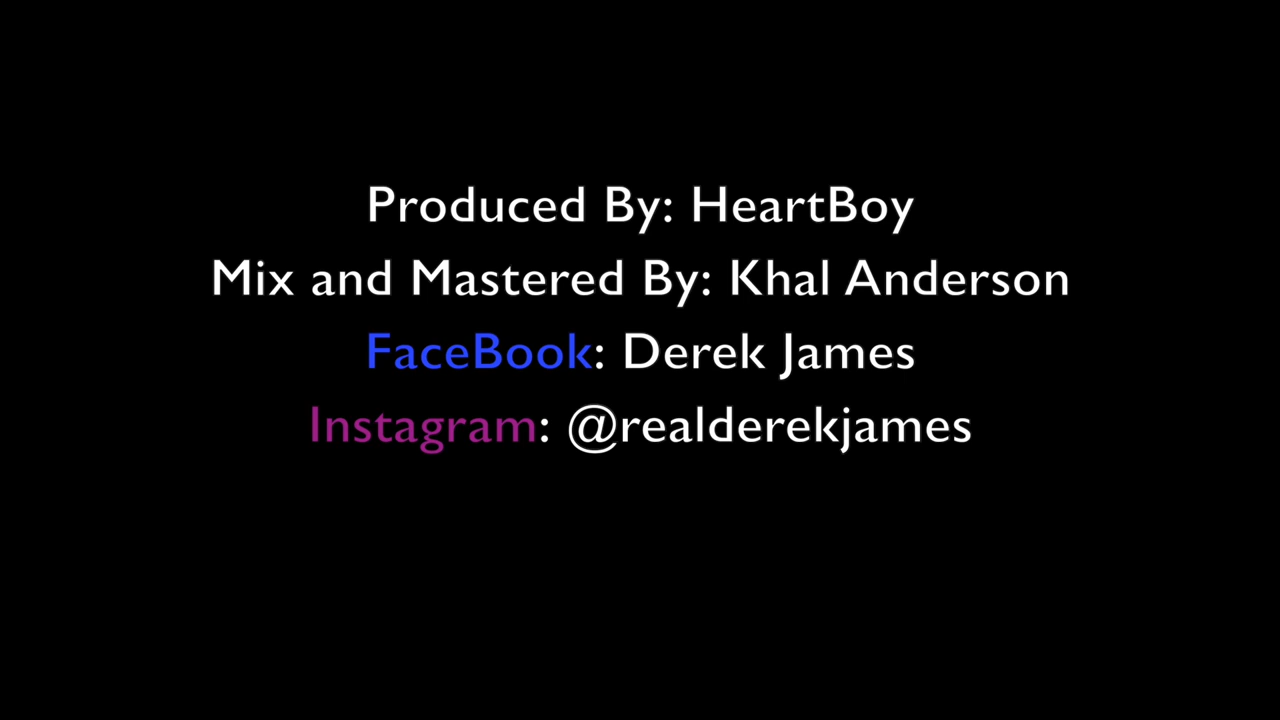 Produced By: HeartBoy
Mix and Mastered By: Khal Anderson
FaceBook: Derek James
Instagram: @realderekjames